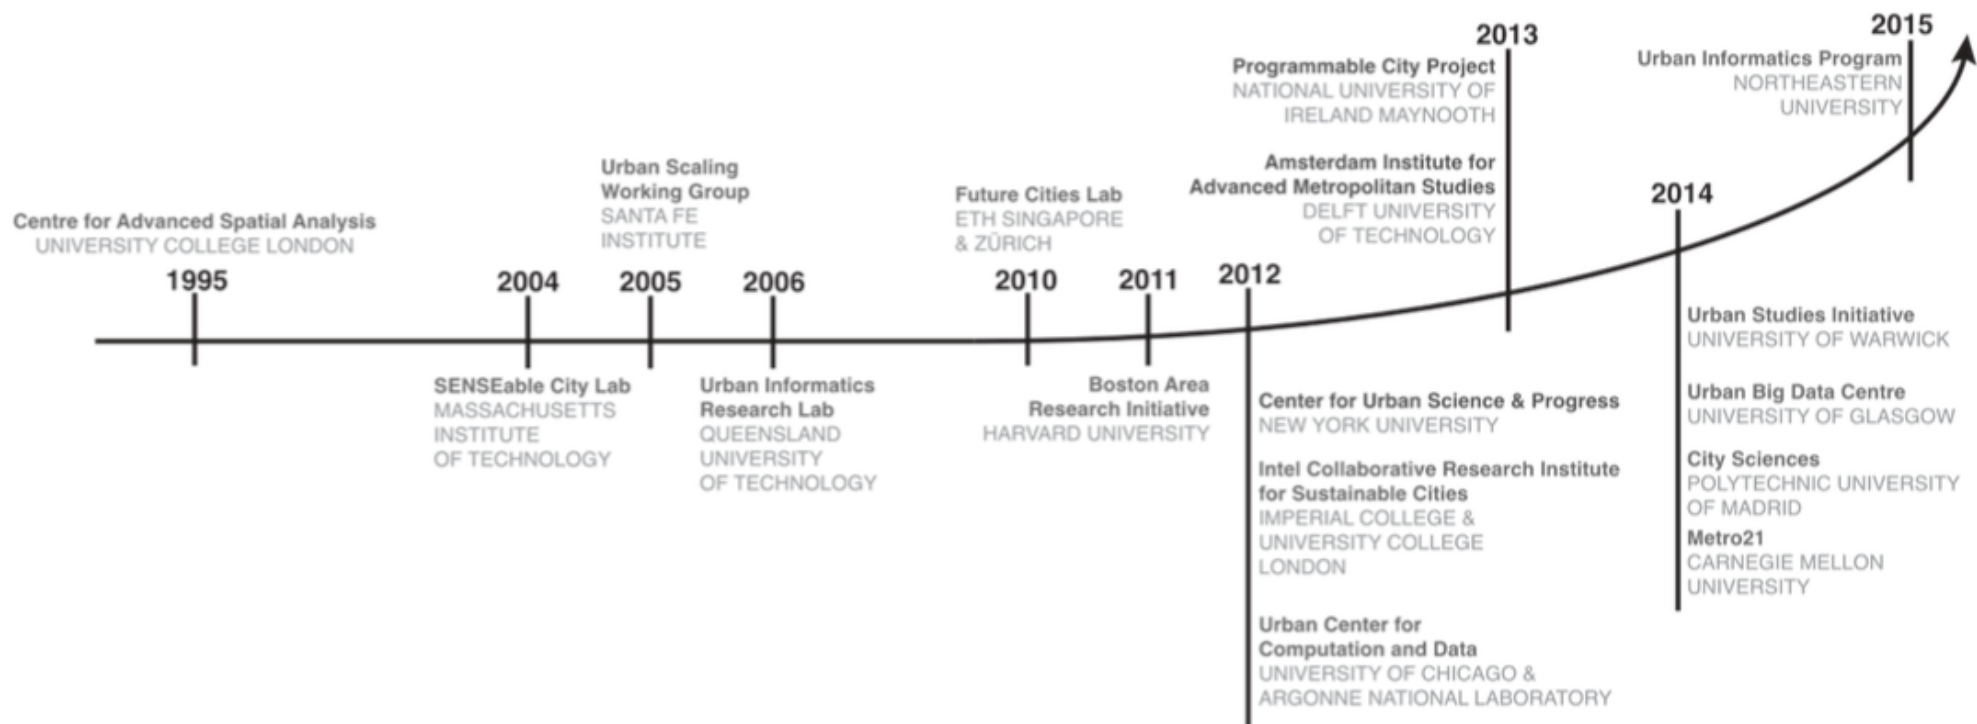 Centre for Advanced Spatial Analysis
UNIVERSITY COLLEGE LONDON
1995
2004
SENSEable City Lab
MASSACHUSETTS
INSTITUTE
OF TECHNOLOGY
Urban Scaling
Working Group
SANTA FE
INSTITUTE
2005
2006
Urban Informatics
Research Lab
QUEENSLAND
UNIVERSITY
OF TECHNOLOGY
Future Cities Lab
ETH SINGAPORE
& ZÜRICH
2010
2011
Boston Area
Research Initiative
HARVARD UNIVERSITY
2012
Center for Urban Science & Progress
NEW YORK UNIVERSITY
Intel Collaborative Research Institute
for Sustainable Cities
IMPERIAL COLLEGE &
UNIVERSITY COLLEGE
LONDON
Urban Center for
Computation and Data
UNIVERSITY OF CHICAGO &
ARGONNE NATIONAL LABORATORY
2013
Programmable City Project
NATIONAL UNIVERSITY OF
IRELAND MAYNOOTH
Amsterdam Institute for
Advanced Metropolitan Studies
DELFT UNIVERSITY
OF TECHNOLOGY
2014
Urban Studies Initiative
UNIVERSITY OF WARWICK
Urban Big Data Centre
UNIVERSITY OF GLASGOW
City Sciences
POLYTECHNIC UNIVERSITY
OF MADRID
Metro21
CARNEGIE MELLON
UNIVERSITY
2015
Urban Informatics Program
NORTHEASTERN
UNIVERSITY